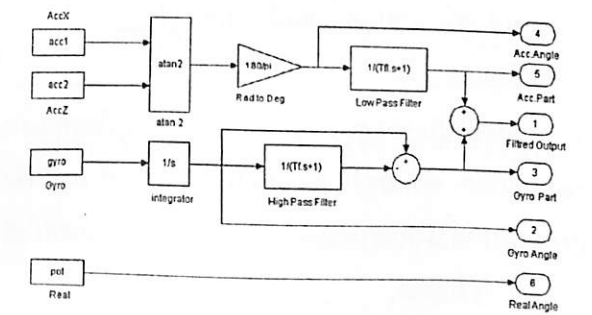 AccX
acc1
acc2
AccZ
atan2
atan 2
180/pi
Rad to Deg
1/(Tf.s+1)
Low Pass Filter
4
Acc.Angle
5
Acc.Part
1
Filtred Output
gyro
Gyro
1/s
integrator
1/(Tf.s+1)
High Pass Filter
3
Gyro Part
2
Gyro Angle
pot
Real
6
Real Angle